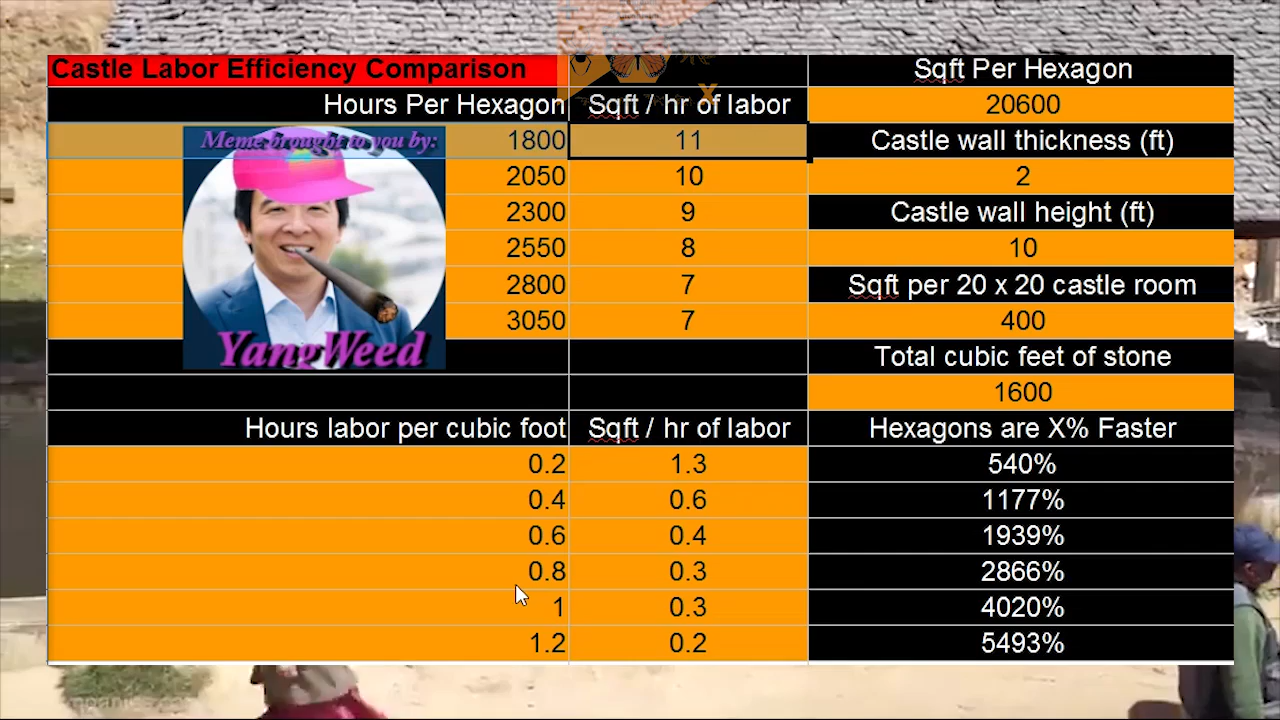 Castle Labor Efficiency Comparison
Sqft Per Hexagon
Hours Per Hexagon Sqft / hr of labor 20600
Meme brought to you by:
1800 11 Castle wall thickness (ft)
2050 10 2
2300 9 Castle wall height (ft)
2550 8 10
2800 7 Sqft per 20 x 20 castle room
3050 7 400
YangWeed
Total cubic feet of stone
1600
Hours labor per cubic foot Sqft / hr of labor Hexagons are X% Faster
0.2 1.3 540%
0.4 0.6 1177%
0.6 0.4 1939%
0.8 0.3 2866%
1 0.3 4020%
1.2 0.2 5493%